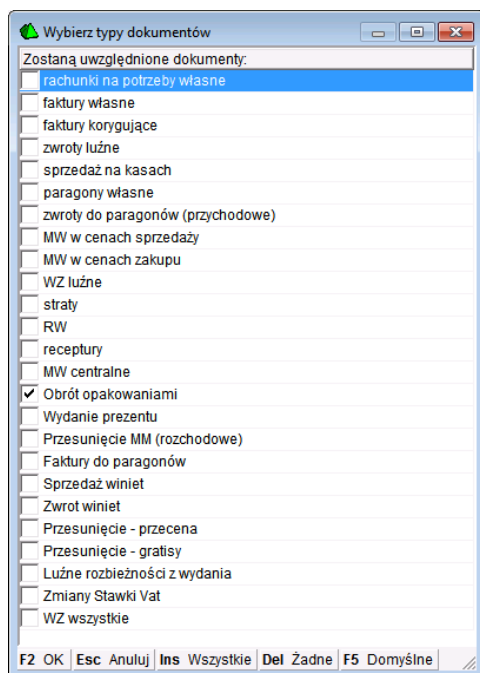 Wybierz typy dokumentów
Zostaną uwzględnione dokumenty:
rachunki na potrzeby własne
faktury własne
faktury korygujące
zwroty luźne
sprzedaż na kasach
paragony własne
zwroty do paragonów (przychodowe)
MW w cenach sprzedaży
MW w cenach zakupu
WZ luźne
straty
RW
receptury
MW centralne
Obrót opakowaniami
Wydanie prezentu
Przesunięcie MM (rozchodowe)
Faktury do paragonów
Sprzedaż winiet
Zwrot winiet
Przesunięcie - przecena
Przesunięcie - gratisy
Luźne rozbieżności z wydania
Zmiany Stawki Vat
WZ wszystkie
F2 OK Esc Anuluj Ins Wszystkie Del Żadne F5 Domyślne